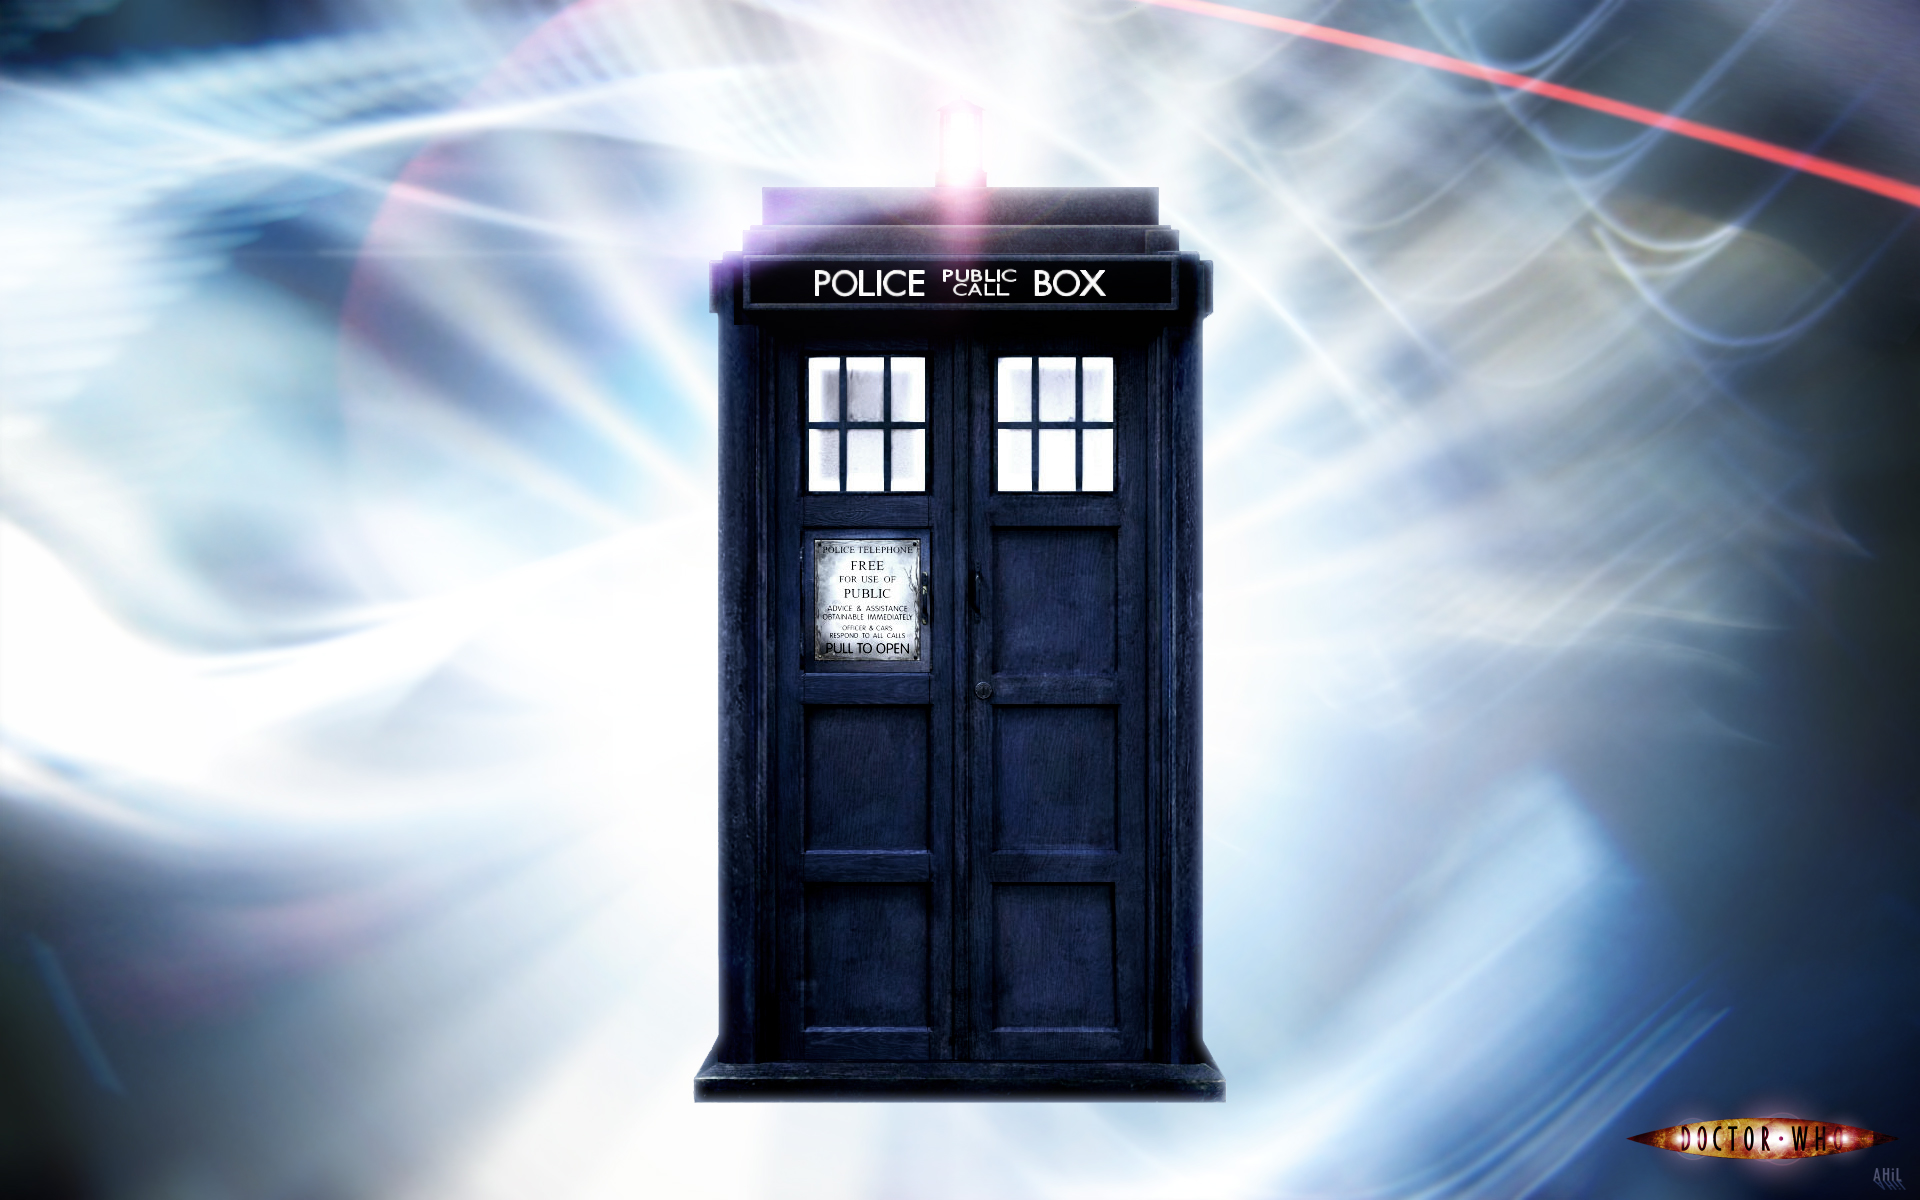 POLICE PUBLIC CALL BOX
POLICE TELEPHONE
FREE
FOR USE OF
PUBLIC
ADVICE & ASSISTANCE
OBTAINABLE IMMEDIATELY
OFFICER & CARS
RESPOND TO ALL CALLS
PULL TO OPEN
DOCTOR·WHO
AHiL